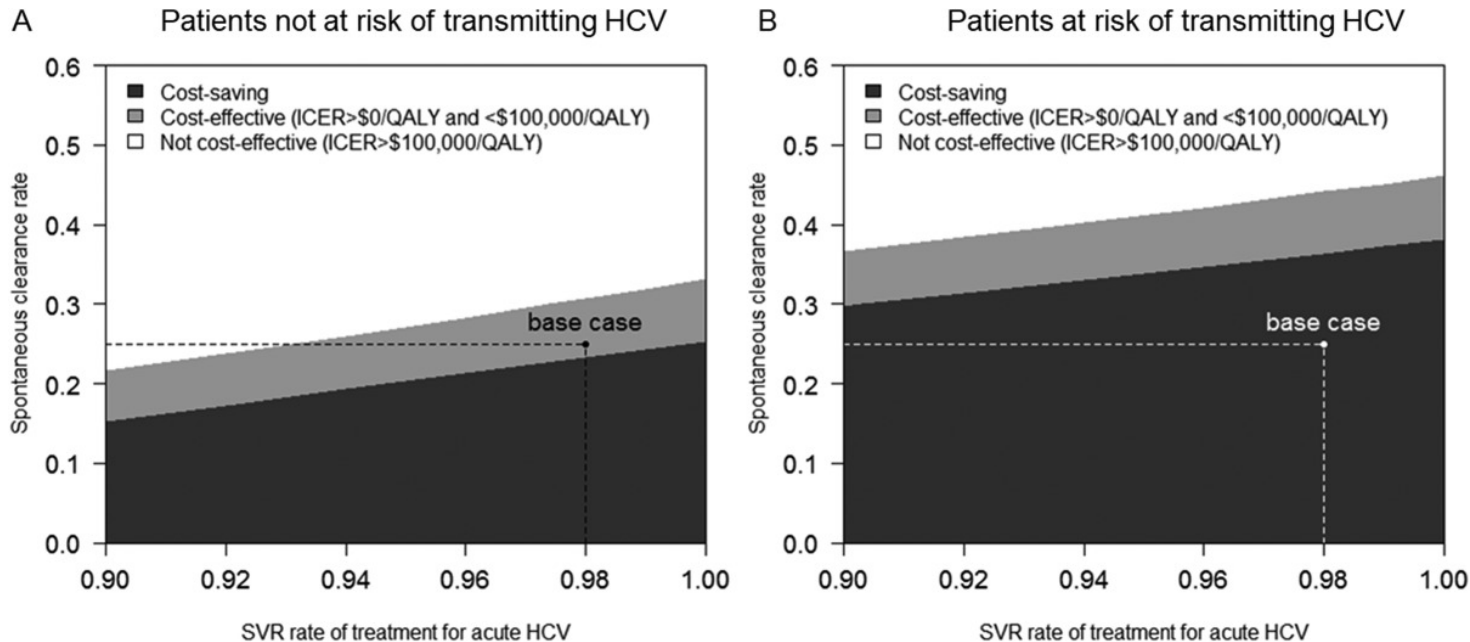 A Patients not at risk of transmitting HCV
0.6
0.5
0.4
0.3
0.2
0.1
0.0
Spontaneous clearance rate
Cost-saving
Cost-effective (ICER>$0/QALY and <$100,000/QALY)
Not cost-effective (ICER>$100,000/QALY)
base case
0.90 0.92 0.94 0.96 0.98 1.00
SVR rate of treatment for acute HCV
B Patients at risk of transmitting HCV
0.6
0.5
0.4
0.3
0.2
0.1
0.0
Spontaneous clearance rate
Cost-saving
Cost-effective (ICER>$0/QALY and <$100,000/QALY)
Not cost-effective (ICER>$100,000/QALY)
base case
0.90 0.92 0.94 0.96 0.98 1.00
SVR rate of treatment for acute HCV